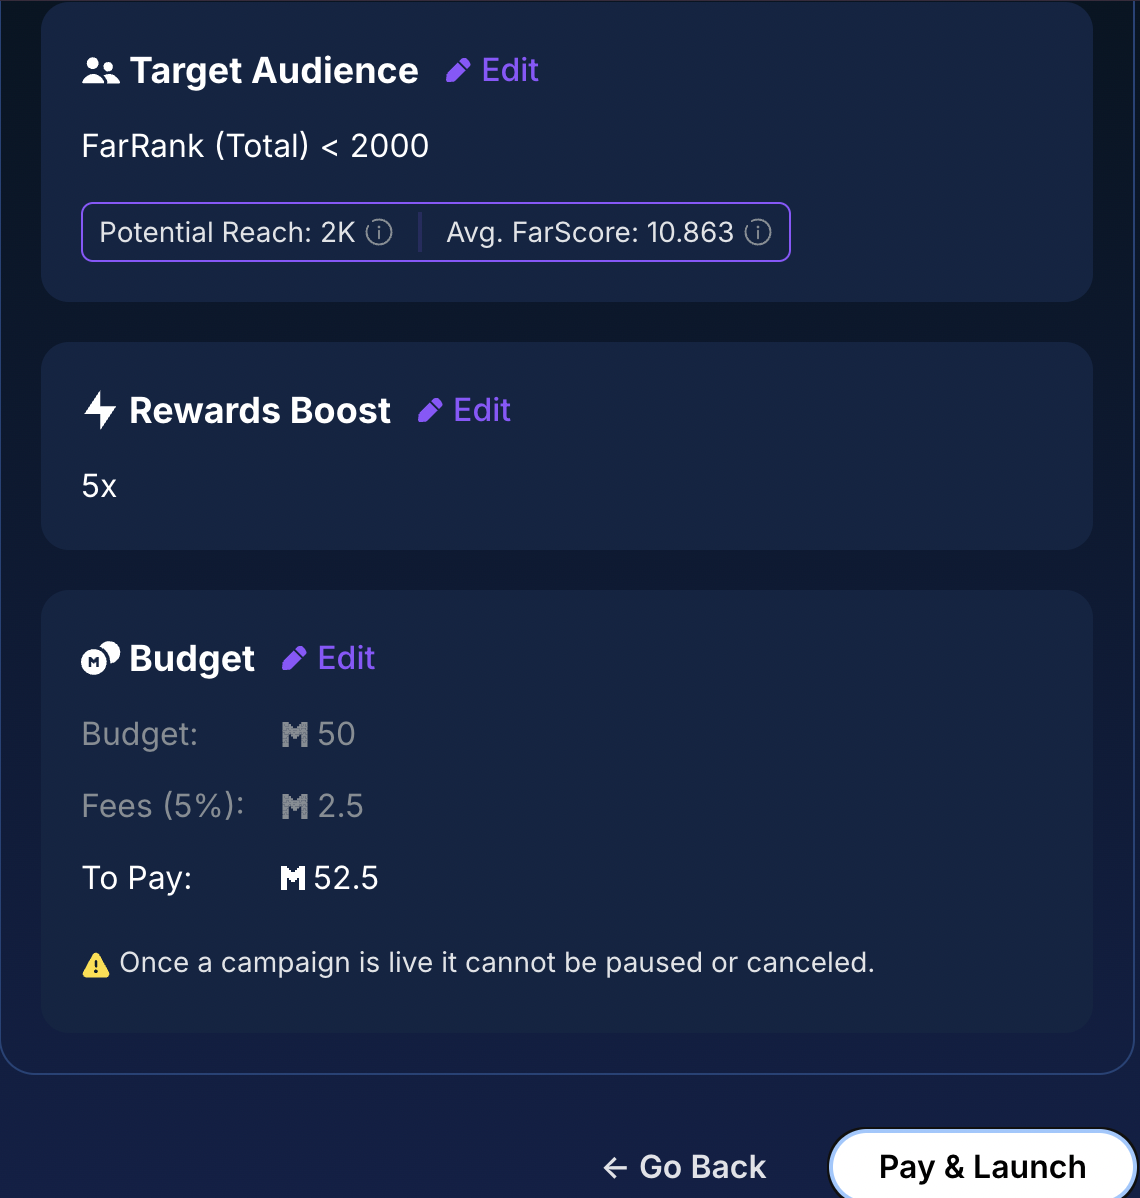 Target Audience Edit
FarRank (Total) < 2000
Potential Reach: 2K Avg. FarScore: 10.863
Rewards Boost Edit
5x
Budget Edit
Budget: M 50
Fees (5%): M 2.5
To Pay: M 52.5
Once a campaign is live it cannot be paused or canceled.
← Go Back Pay & Launch